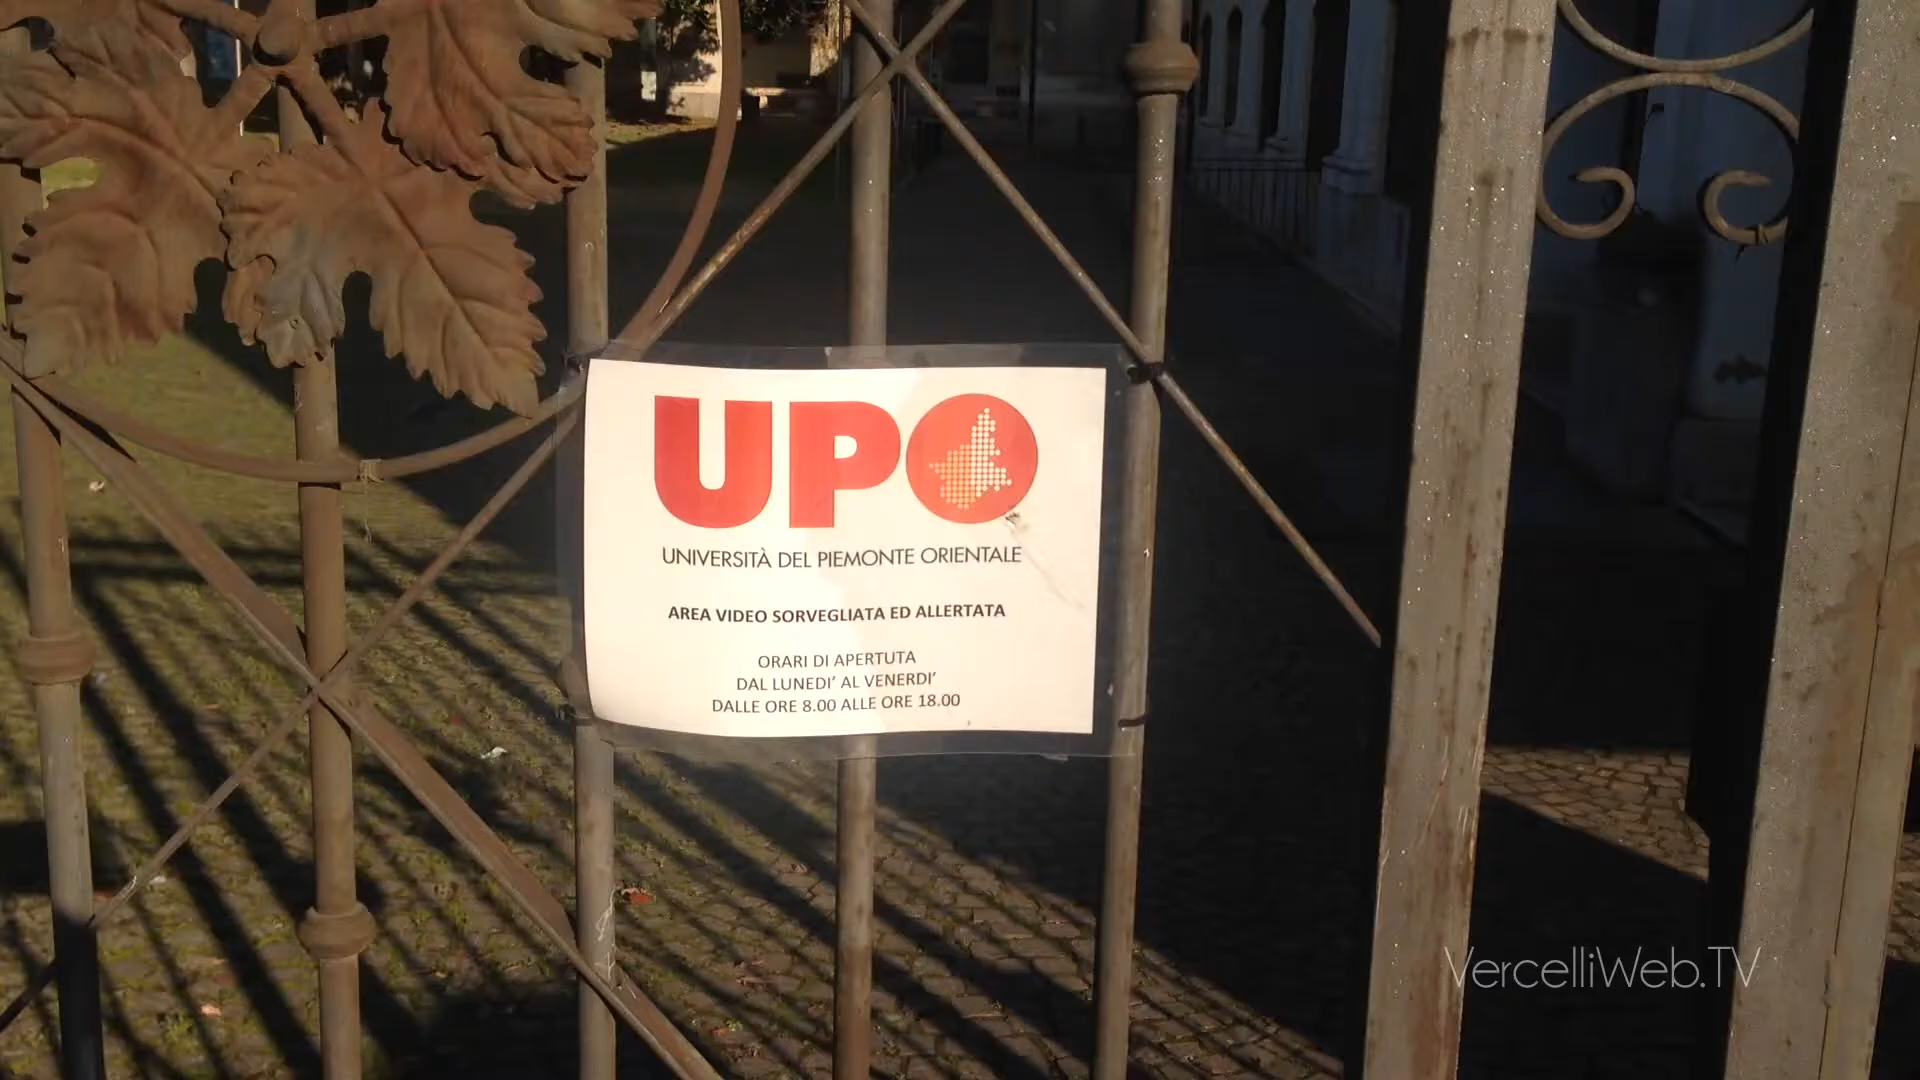 UPO
UNIVERSITÀ DEL PIEMONTE ORIENTALE
AREA VIDEO SORVEGLIATA ED ALLERTATA
ORARI DI APERTUTA
DAL LUNEDI’ AL VENERDI’
DALLE ORE 8.00 ALLE ORE 18.00
VercelliWeb.TV